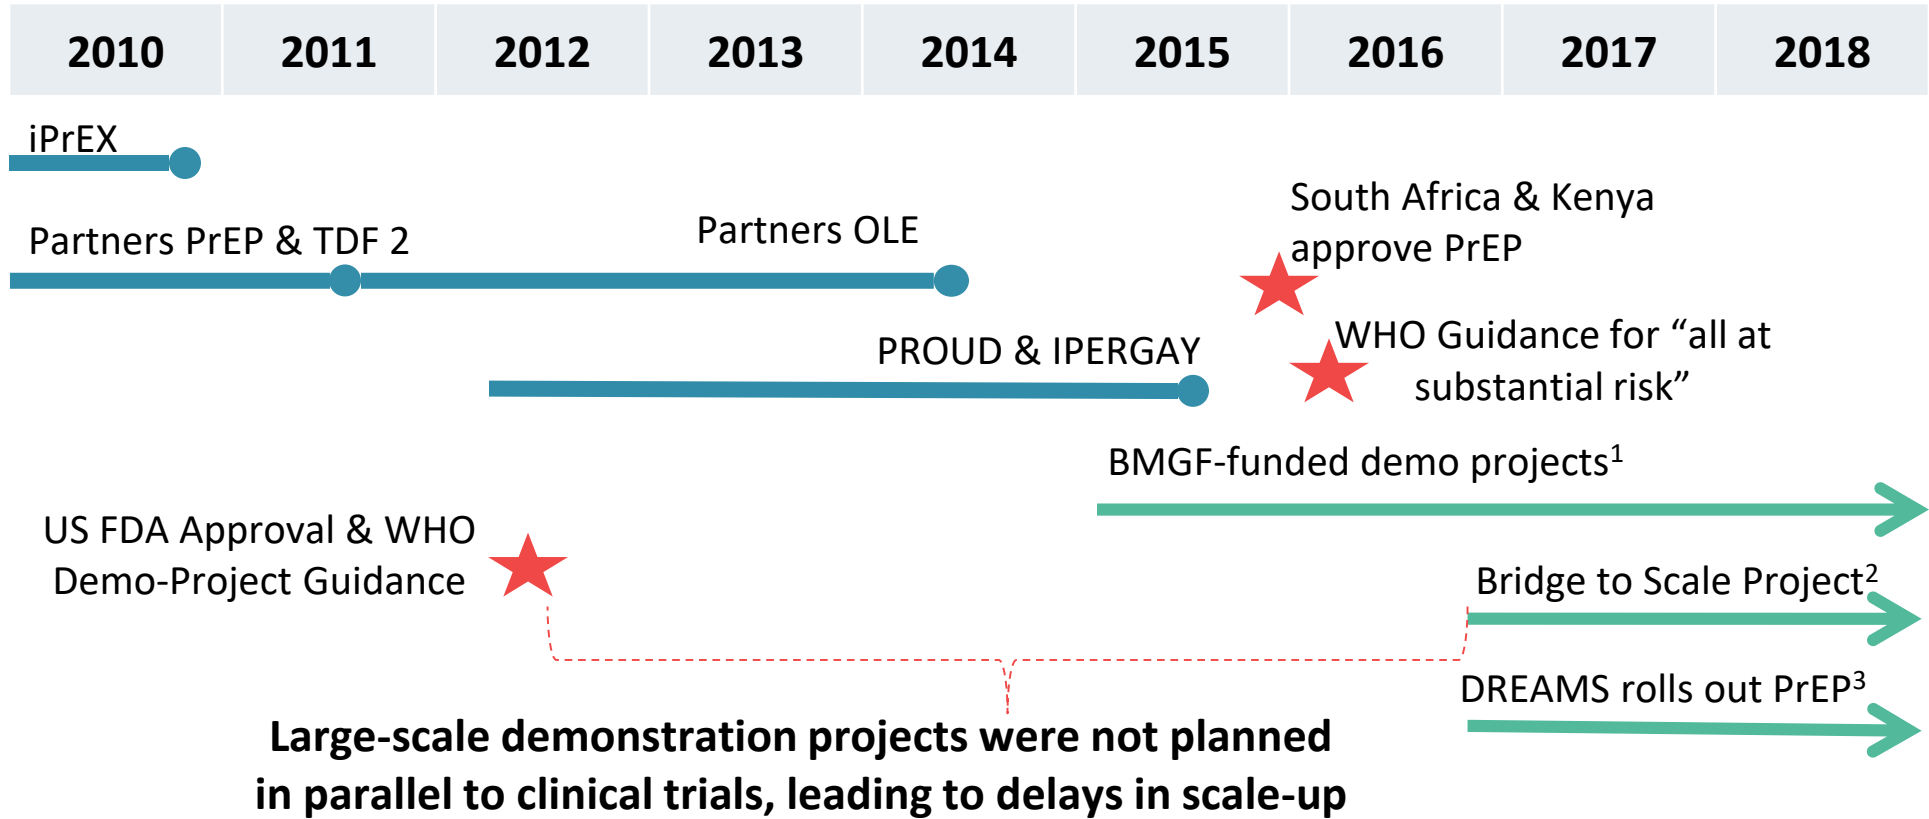 2010 2011 2012 2013 2014 2015 2016 2017 2018
iPrEX
South Africa & Kenya
approve PrEP
Partners PrEP & TDF 2
Partners OLE
WHO Guidance for “all at
substantial risk”
PROUD & IPERGAY
BMGF-funded demo projects¹
US FDA Approval & WHO
Demo-Project Guidance
Bridge to Scale Project²
DREAMS rolls out PrEP³
Large-scale demonstration projects were not planned
in parallel to clinical trials, leading to delays in scale-up